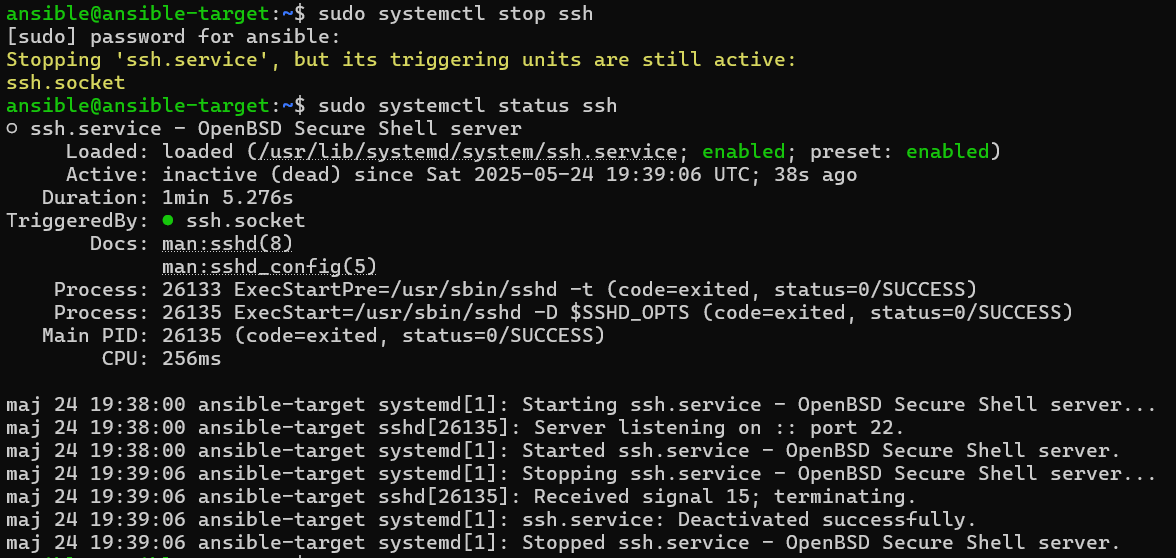 ansible@ansible-target:~$ sudo systemctl stop ssh
[sudo] password for ansible:
Stopping 'ssh.service', but its triggering units are still active:
ssh.socket
ansible@ansible-target:~$ sudo systemctl status ssh
○ ssh.service - OpenBSD Secure Shell server
     Loaded: loaded (/usr/lib/systemd/system/ssh.service; enabled; preset: enabled)
     Active: inactive (dead) since Sat 2025-05-24 19:39:06 UTC; 38s ago
   Duration: 1min 5.276s
TriggeredBy: ● ssh.socket
       Docs: man:sshd(8)
             man:sshd_config(5)
    Process: 26133 ExecStartPre=/usr/sbin/sshd -t (code=exited, status=0/SUCCESS)
    Process: 26135 ExecStart=/usr/sbin/sshd -D $SSHD_OPTS (code=exited, status=0/SUCCESS)
   Main PID: 26135 (code=exited, status=0/SUCCESS)
        CPU: 256ms

maj 24 19:38:00 ansible-target systemd[1]: Starting ssh.service - OpenBSD Secure Shell server...
maj 24 19:38:00 ansible-target sshd[26135]: Server listening on :: port 22.
maj 24 19:38:00 ansible-target systemd[1]: Started ssh.service - OpenBSD Secure Shell server.
maj 24 19:39:06 ansible-target systemd[1]: Stopping ssh.service - OpenBSD Secure Shell server...
maj 24 19:39:06 ansible-target sshd[26135]: Received signal 15; terminating.
maj 24 19:39:06 ansible-target systemd[1]: ssh.service: Deactivated successfully.
maj 24 19:39:06 ansible-target systemd[1]: Stopped ssh.service - OpenBSD Secure Shell server.